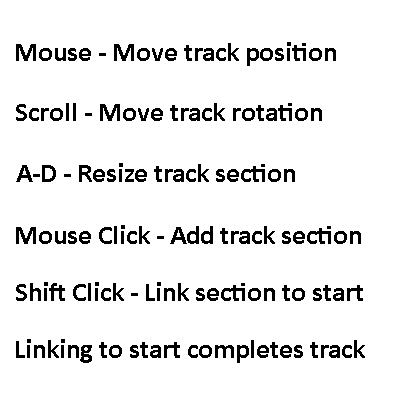 Mouse - Move track position
Scroll - Move track rotation
A-D - Resize track section
Mouse Click - Add track section
Shift Click - Link section to start
Linking to start completes track